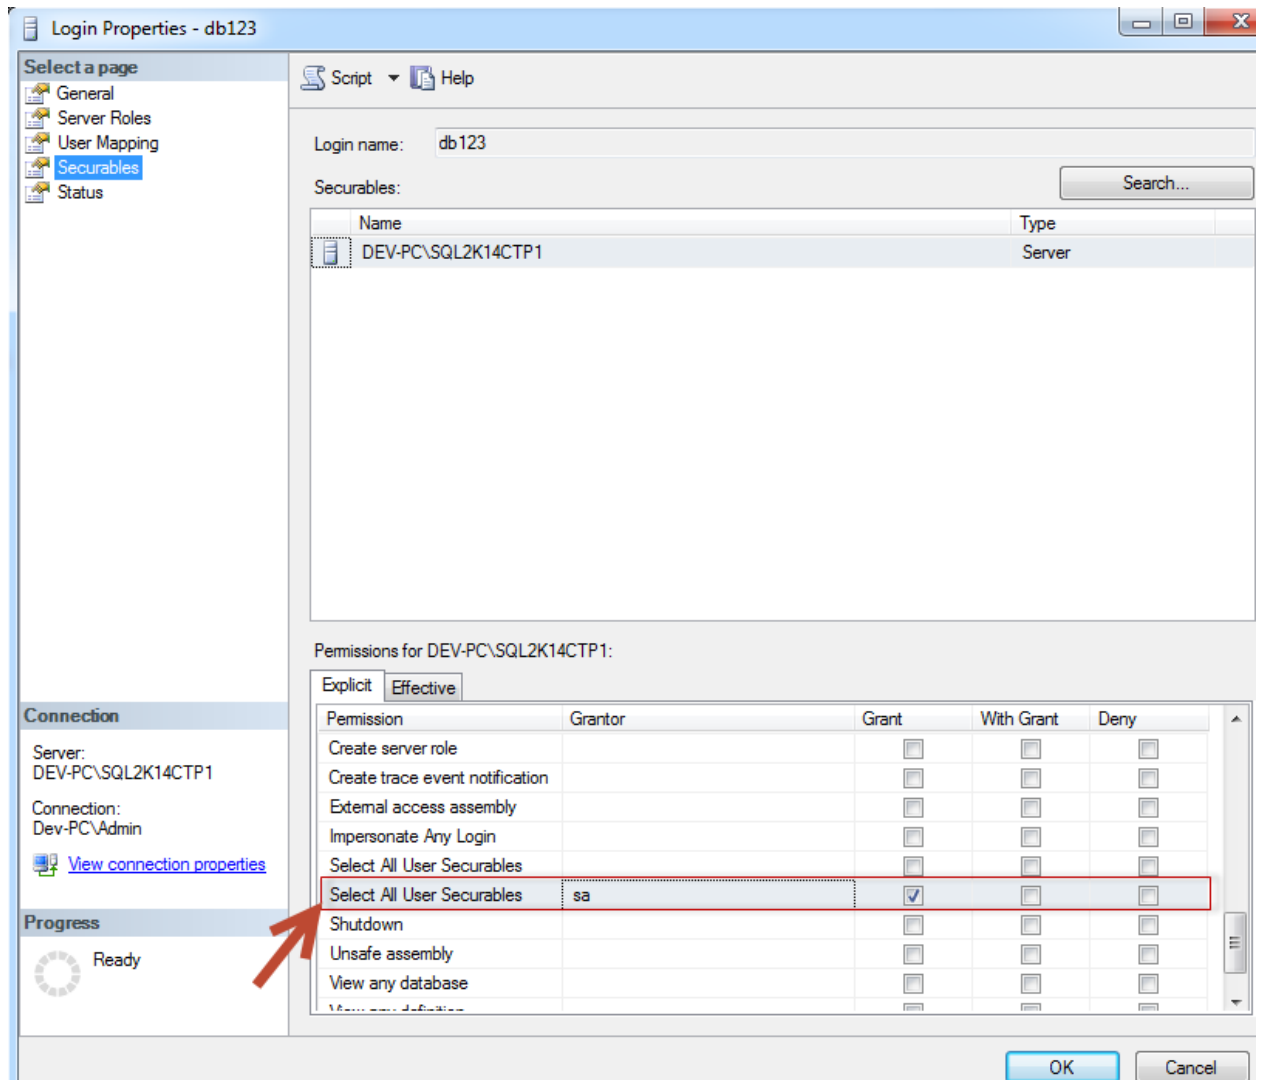 Login Properties - db123
Select a page
General
Server Roles
User Mapping
Securables
Status
Script
Help
Login name:
db123
Securables:
Search...
Name Type
DEV-PC\SQL2K14CTP1 Server
Permissions for DEV-PC\SQL2K14CTP1:
Explicit Effective
Permission Grantor Grant With Grant Deny
Create server role
Create trace event notification
External access assembly
Impersonate Any Login
Select All User Securables
Select All User Securables sa
Shutdown
Unsafe assembly
View any database
View any definition
Connection
Server:
DEV-PC\SQL2K14CTP1
Connection:
Dev-PC\Admin
View connection properties
Progress
Ready
OK Cancel